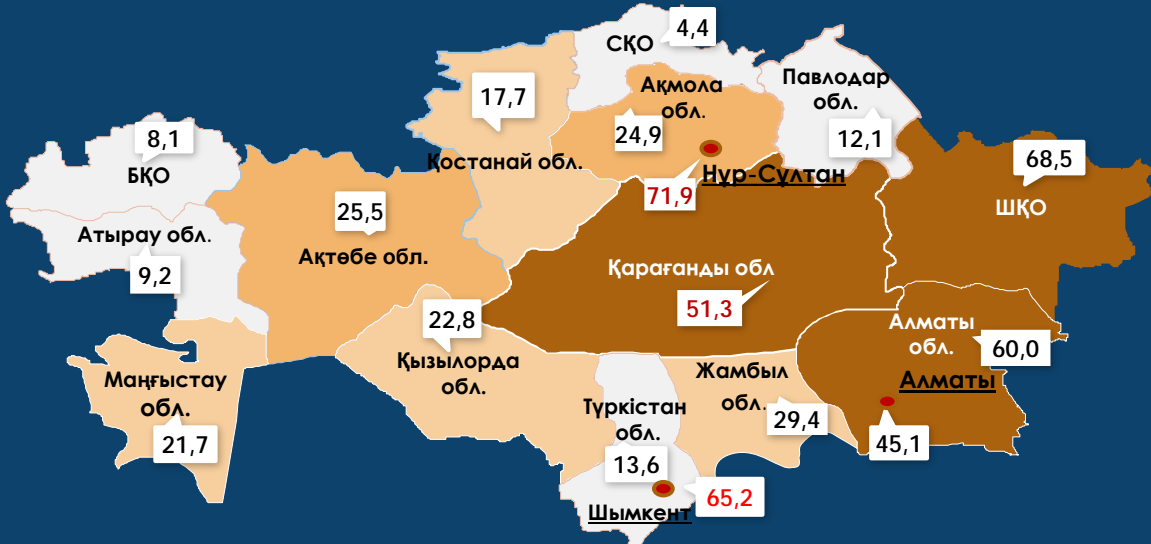 СҚО
4,4
Павлодар
обл.
12,1
Ақмола
обл.
24,9
17,7
Қостанай обл.
Нұр-Сұлтан
71,9
8,1
БҚО
68,5
ШҚО
25,5
Ақтөбе обл.
Атырау обл.
9,2
Қарағанды обл
51,3
22,8
Қызылорда
обл.
Алматы
обл.
60,0
Алматы
45,1
Маңғыстау
обл.
21,7
Жамбыл
обл.
29,4
Түркістан
обл.
13,6
65,2
Шымкент